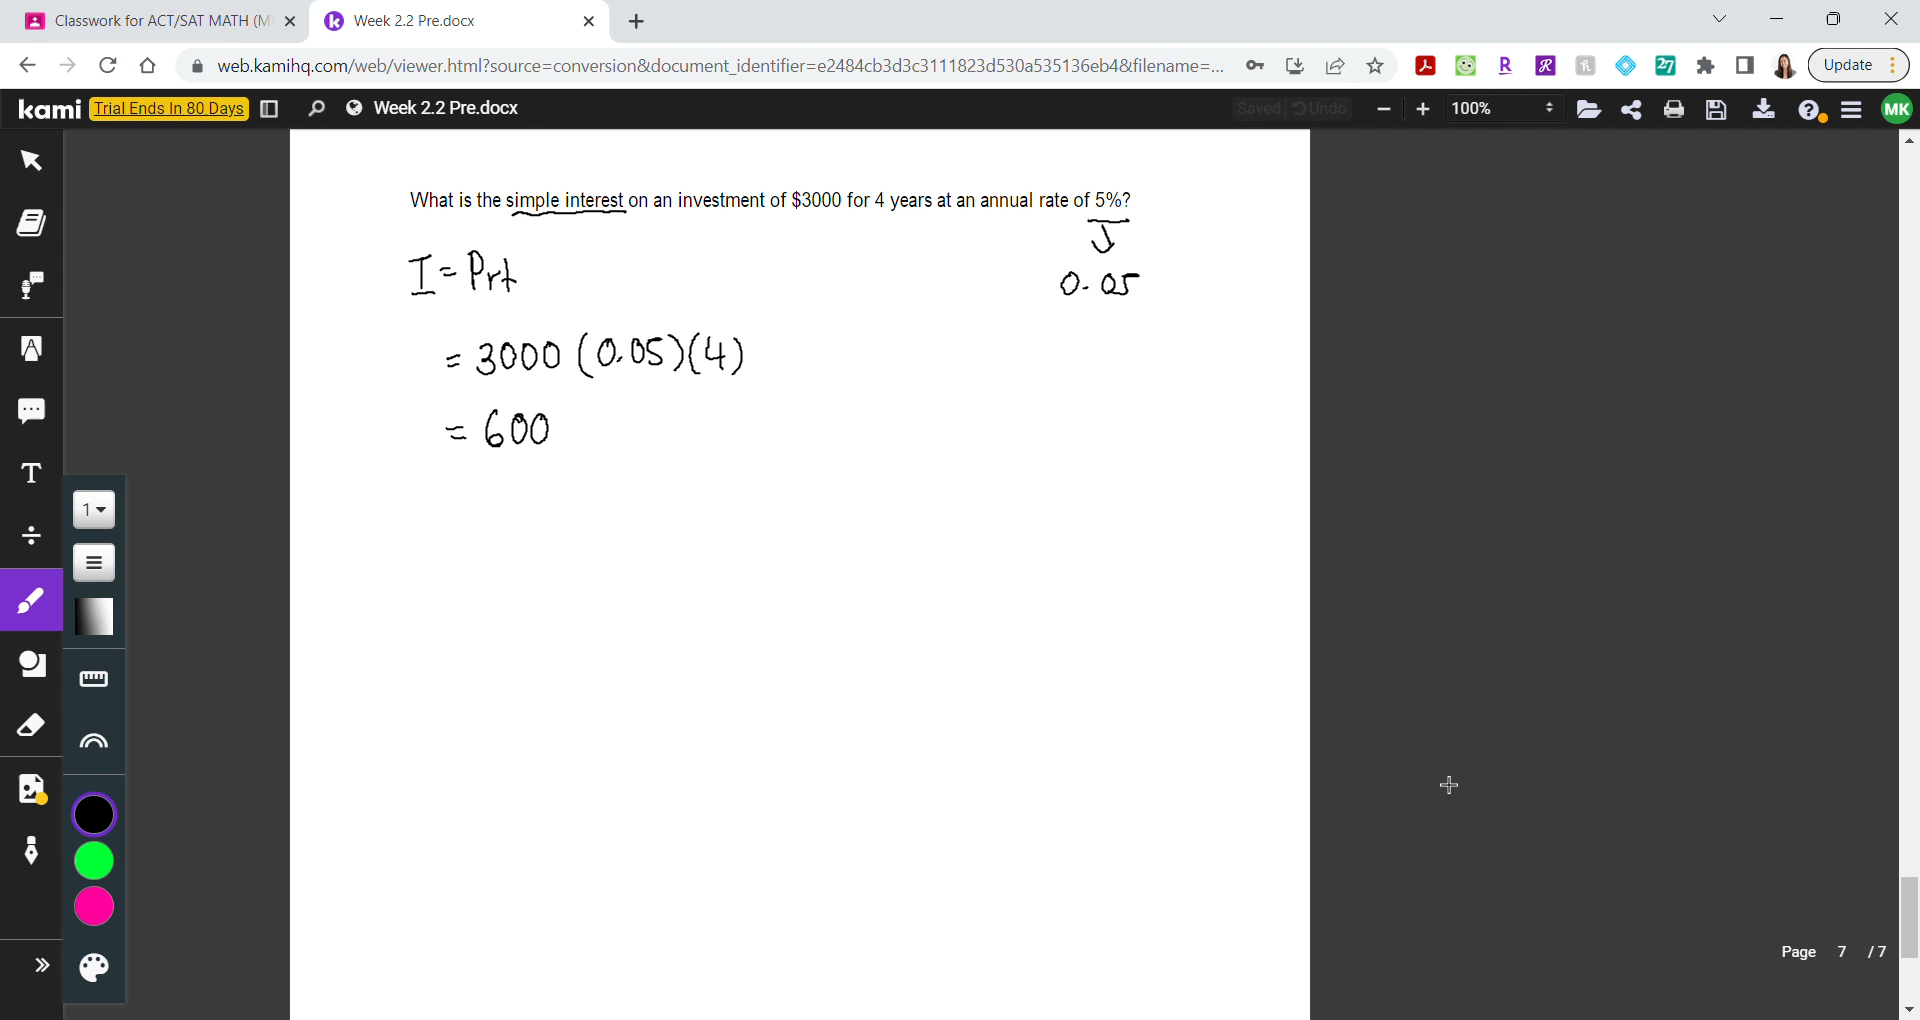 Classwork for ACT/SAT MATH (M
Week 2.2 Pre.docx
web.kamihq.com/web/viewer.html?source=conversion&document_identifier=e2484cb3d3c3111823d530a535136eb4&filename=...
Update
kami Trial Ends In 80 Days Week 2.2 Pre.docx Saved Undo 100% MK
What is the simple interest on an investment of $3000 for 4 years at an annual rate of 5%?
I = Prt
0.05
= 3000 (0.05)(4)
= 600
T
1
Page 7 / 7